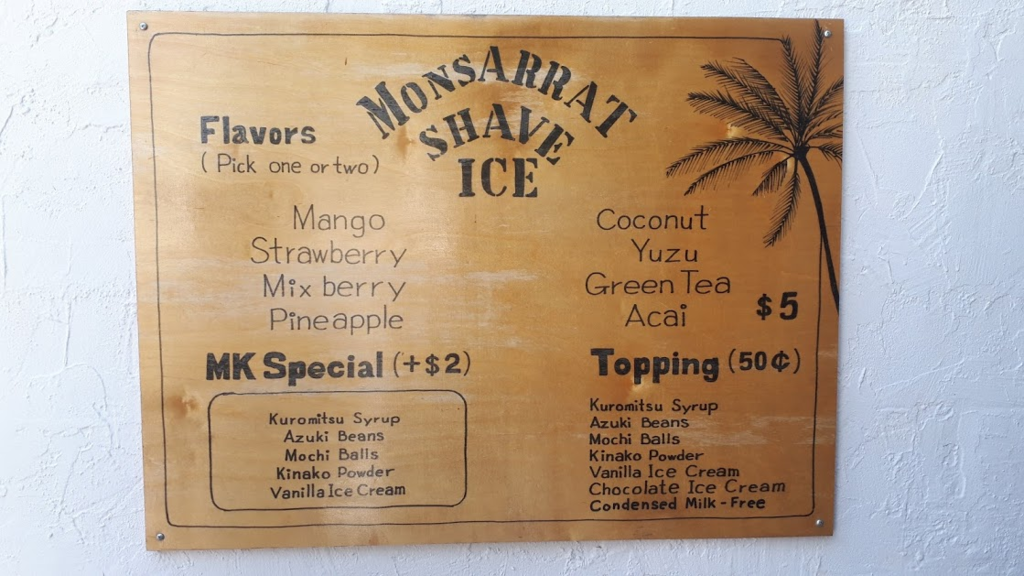 Monsarrat
Shave
Ice
Flavors
(Pick one or two)
Mango
Strawberry
Mix berry
Pineapple
Coconut
Yuzu
Green Tea
Acai
$5
MK Special (+$2)
Kuromitsu Syrup
Azuki Beans
Mochi Balls
Kinako Powder
Vanilla Ice Cream
Topping (50¢)
Kuromitsu Syrup
Azuki Beans
Mochi Balls
Kinako Powder
Vanilla Ice Cream
Chocolate Ice Cream
Condensed Milk-Free